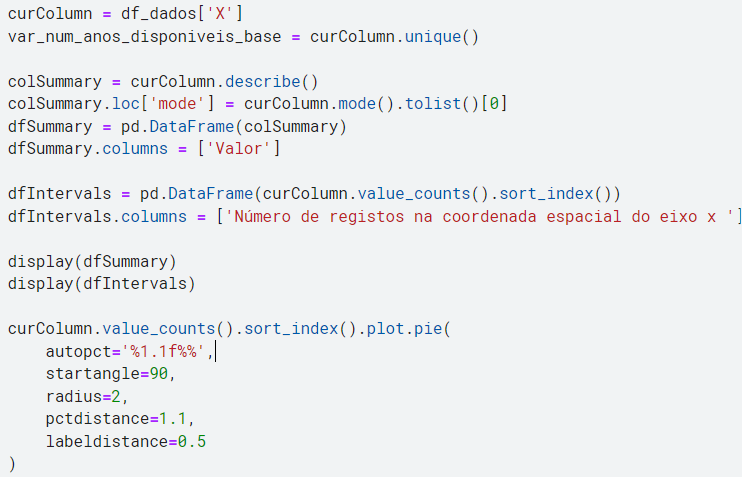 curColumn = df_dados['X']
var_num_anos_disponiveis_base = curColumn.unique()
colSummary = curColumn.describe()
colSummary.loc['mode'] = curColumn.mode().tolist()[0]
dfSummary = pd.DataFrame(colSummary)
dfSummary.columns = ['Valor']
dfIntervals = pd.DataFrame(curColumn.value_counts().sort_index())
dfIntervals.columns = ['Número de registos na coordenada espacial do eixo x ']
display(dfSummary)
display(dfIntervals)
curColumn.value_counts().sort_index().plot.pie(
    autopct='%1.1f%%',
    startangle=90,
    radius=2,
    pctdistance=1.1,
    labeldistance=0.5
)